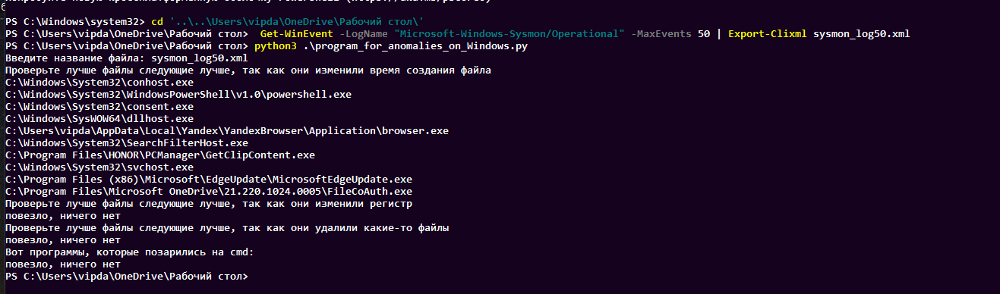 PS C:\Windows\system32> cd '..\..\Users\vipda\OneDrive\Рабочий стол\'
PS C:\Users\vipda\OneDrive\Рабочий стол>  Get-WinEvent -LogName "Microsoft-Windows-Sysmon/Operational" -MaxEvents 50 | Export-Clixml sysmon_log50.xml
PS C:\Users\vipda\OneDrive\Рабочий стол> python3 .\program_for_anomalies_on_Windows.py
Введите название файла: sysmon_log50.xml
Проверьте лучше файлы следующие лучше, так как они изменили время создания файла
C:\Windows\System32\conhost.exe
C:\Windows\System32\WindowsPowerShell\v1.0\powershell.exe
C:\Windows\System32\consent.exe
C:\Windows\SysWOW64\dllhost.exe
C:\Users\vipda\AppData\Local\Yandex\YandexBrowser\Application\browser.exe
C:\Windows\System32\SearchFilterHost.exe
C:\Program Files\HONOR\PCManager\GetClipContent.exe
C:\Windows\System32\svchost.exe
C:\Program Files (x86)\Microsoft\EdgeUpdate\MicrosoftEdgeUpdate.exe
C:\Program Files\Microsoft OneDrive\21.220.1024.0005\FileCoAuth.exe
Проверьте лучше файлы следующие лучше, так как они изменили регистр
повезло, ничего нет
Проверьте лучше файлы следующие лучше, так как они удалили какие-то файлы
повезло, ничего нет
Вот программы, которые позарились на cmd:
повезло, ничего нет
PS C:\Users\vipda\OneDrive\Рабочий стол>